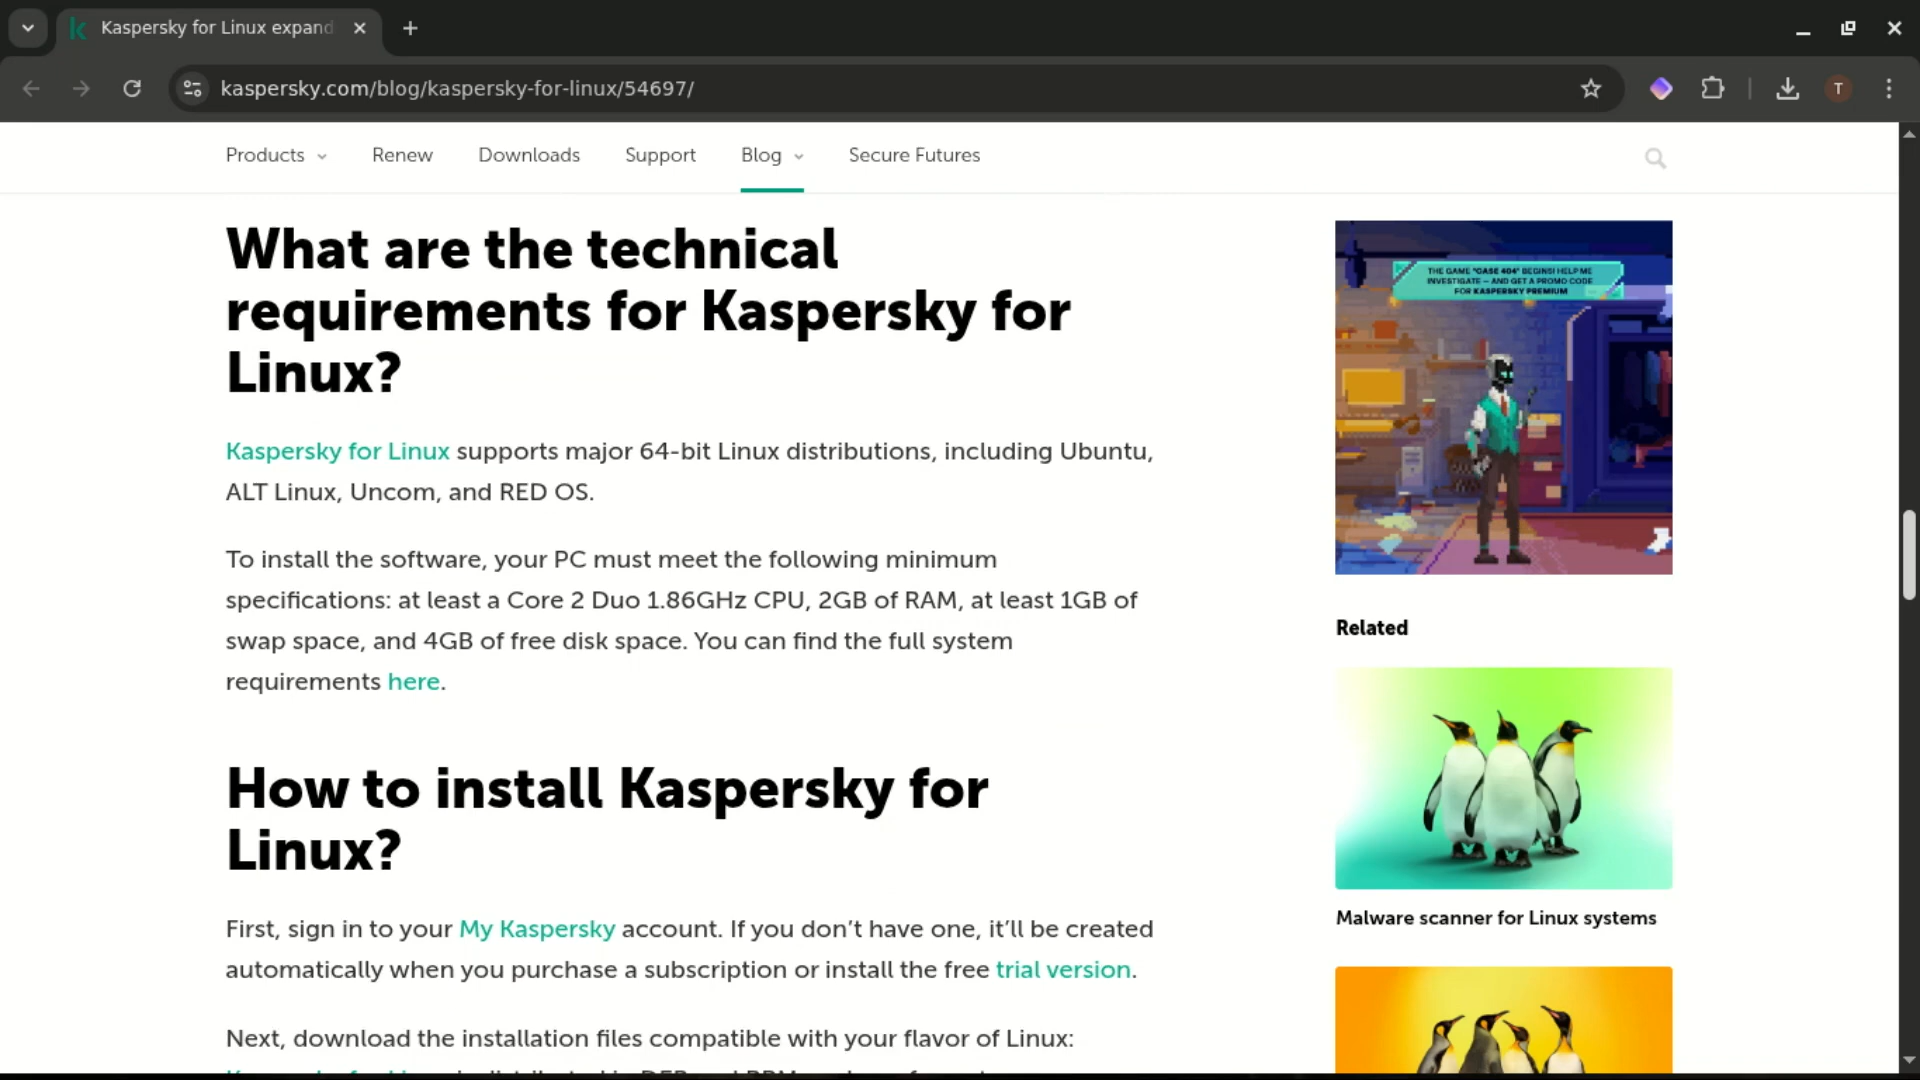 Kaspersky for Linux expand
kaspersky.com/blog/kaspersky-for-linux/54697/
T
Products Renew Downloads Support Blog Secure Futures
What are the technical
requirements for Kaspersky for
Linux?
Kaspersky for Linux supports major 64-bit Linux distributions, including Ubuntu,
ALT Linux, Uncom, and RED OS.
To install the software, your PC must meet the following minimum
specifications: at least a Core 2 Duo 1.86GHz CPU, 2GB of RAM, at least 1GB of
swap space, and 4GB of free disk space. You can find the full system
requirements here.
How to install Kaspersky for
Linux?
First, sign in to your My Kaspersky account. If you don’t have one, it’ll be created
automatically when you purchase a subscription or install the free trial version.
Next, download the installation files compatible with your flavor of Linux:
THE GAME "CASE 404" BEGINS! HELP ME
INVESTIGATE – AND GET A PROMO CODE
FOR KASPERSKY PREMIUM
Related
Malware scanner for Linux systems